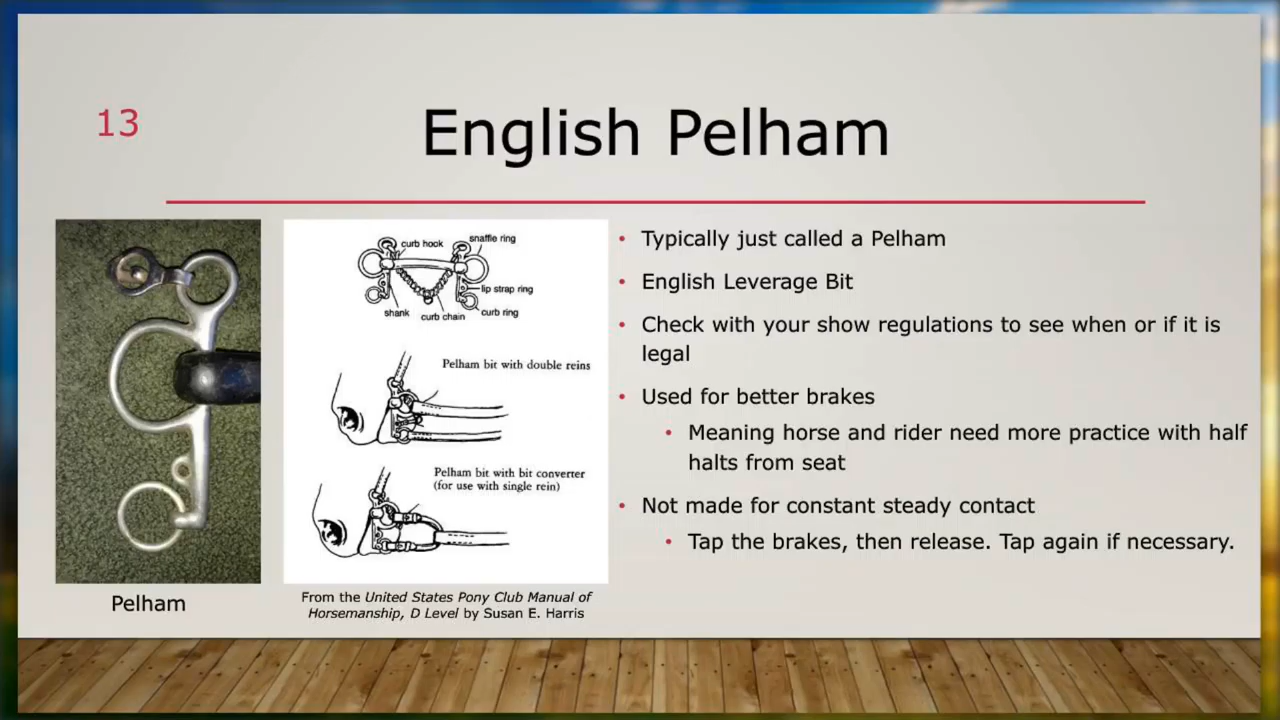 13
English Pelham
curb hook
snaffle ring
lip strap ring
shank
curb chain
curb ring
Pelham bit with double reins
Pelham bit with bit converter
(for use with single rein)
Pelham
From the United States Pony Club Manual of
Horsemanship, D Level by Susan E. Harris
• Typically just called a Pelham
• English Leverage Bit
• Check with your show regulations to see when or if it is
legal
• Used for better brakes
• Meaning horse and rider need more practice with half
halts from seat
• Not made for constant steady contact
• Tap the brakes, then release. Tap again if necessary.